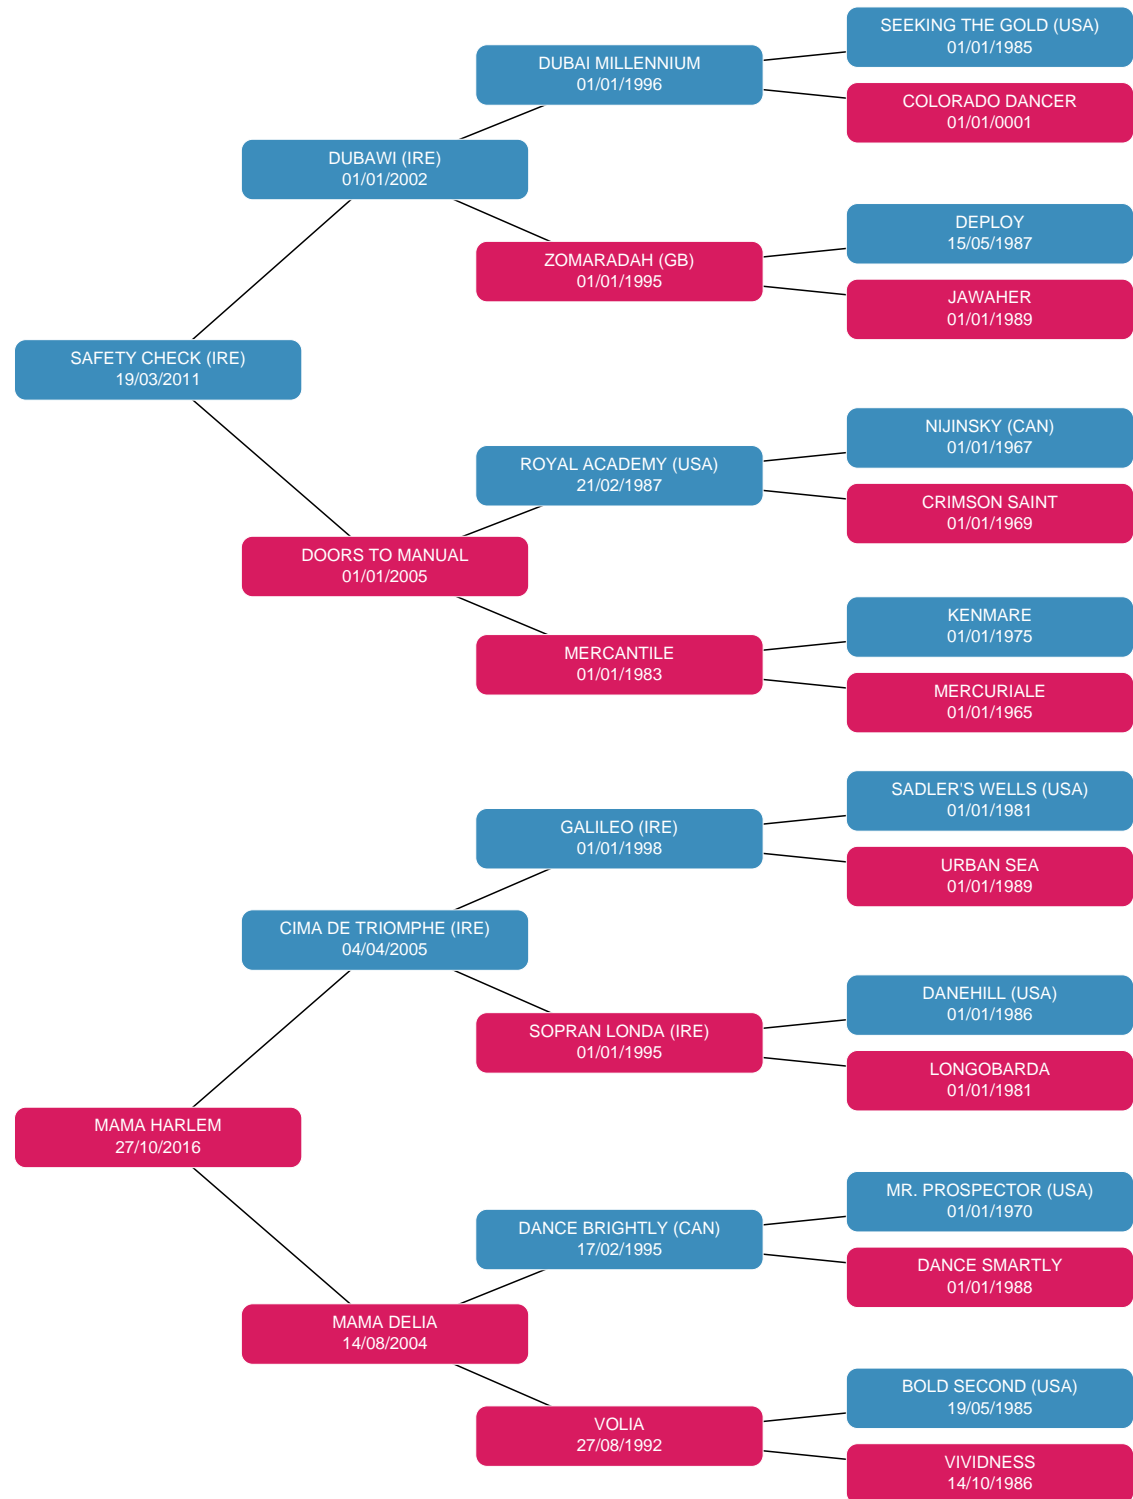 SEEKING THE GOLD (USA)
01/01/1985
DUBAI MILLENNIUM
01/01/1996
COLORADO DANCER
01/01/0001
DUBAWI (IRE)
01/01/2002
DEPLOY
15/05/1987
ZOMARADAH (GB)
01/01/1995
JAWAHER
01/01/1989
SAFETY CHECK (IRE)
19/03/2011
NIJINSKY (CAN)
01/01/1967
ROYAL ACADEMY (USA)
21/02/1987
CRIMSON SAINT
01/01/1969
DOORS TO MANUAL
01/01/2005
KENMARE
01/01/1975
MERCANTILE
01/01/1983
MERCURIALE
01/01/1965
SADLER'S WELLS (USA)
01/01/1981
GALILEO (IRE)
01/01/1998
URBAN SEA
01/01/1989
CIMA DE TRIOMPHE (IRE)
04/04/2005
DANEHILL (USA)
01/01/1986
SOPRAN LONDA (IRE)
01/01/1995
LONGOBARDA
01/01/1981
MAMA HARLEM
27/10/2016
MR. PROSPECTOR (USA)
01/01/1970
DANCE BRIGHTLY (CAN)
17/02/1995
DANCE SMARTLY
01/01/1988
MAMA DELIA
14/08/2004
BOLD SECOND (USA)
19/05/1985
VOLIA
27/08/1992
VIVIDNESS
14/10/1986